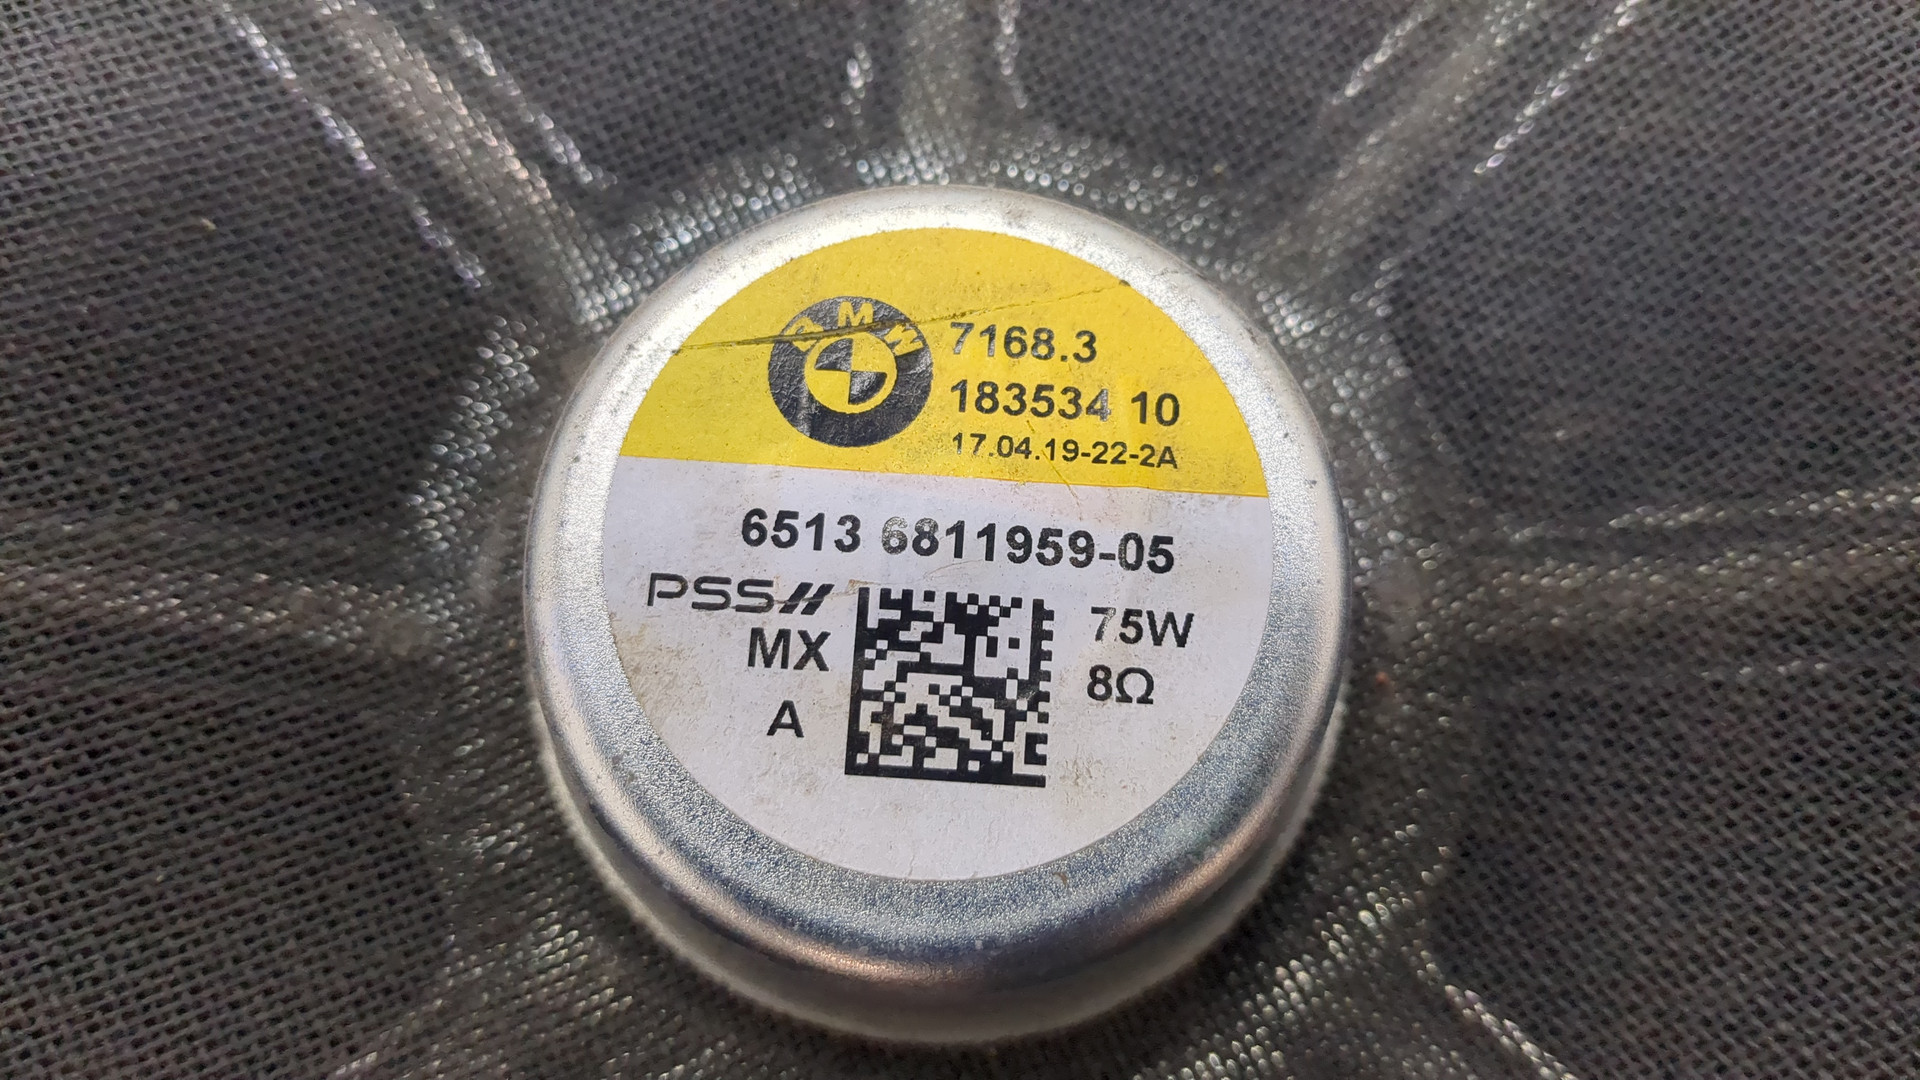 BMW
7168.3
183534 10
17.04.19-22-2A
6513 6811959-05
PSS//
MX
A
75W
8Ω